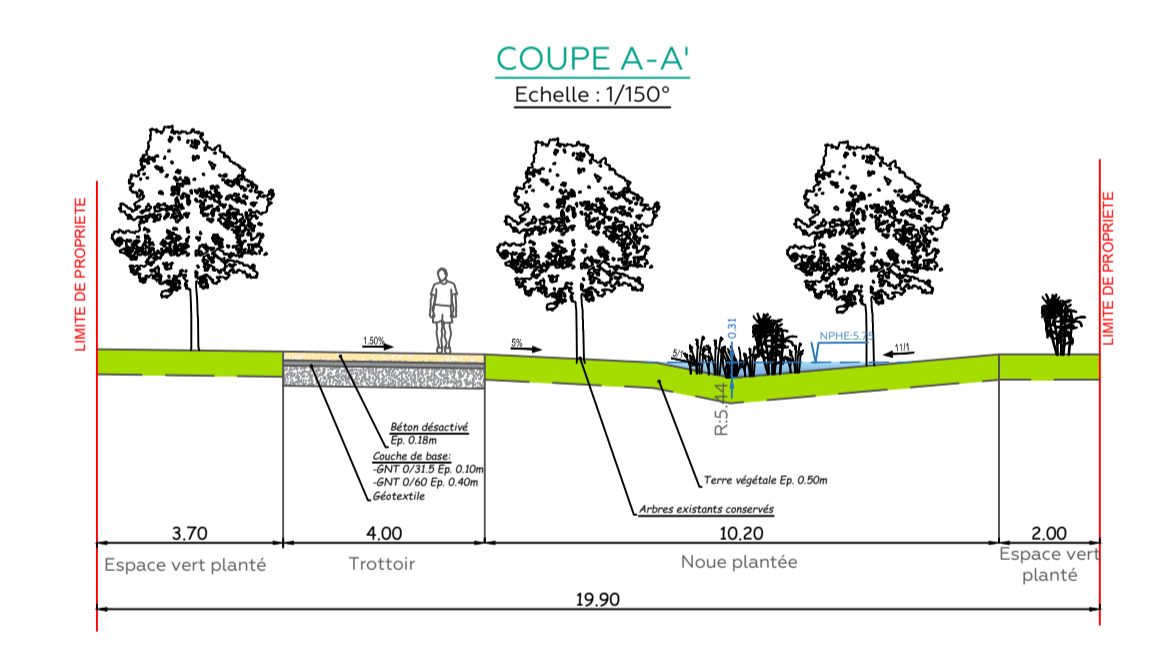 COUPE A-A'
Echelle : 1/150°
LIMITE DE PROPRIETE
LIMITE DE PROPRIETE
1.50%
5%
5/1
0.31
NPHE:5.75
11/1
R:5.44
Béton désactivé
Ep. 0.18m
Couche de base:
-GNT 0/31.5 Ep. 0.10m
-GNT 0/60 Ep. 0.40m
Géotextile
Terre végétale Ep. 0.50m
Arbres existants conservés
3.70
4.00
10.20
2.00
Espace vert planté
Trottoir
Noue plantée
Espace vert
planté
19.90